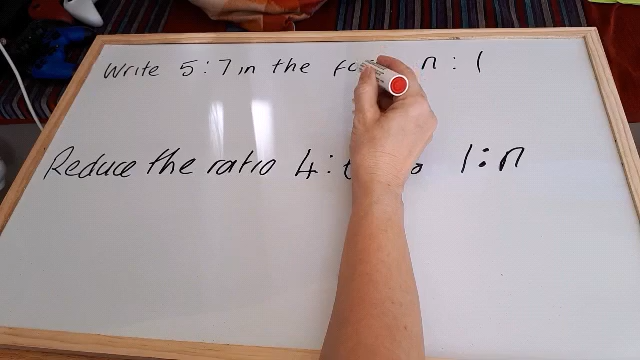 Write 5:7 in the n : 1
Reduce the ratio 4: 1:n